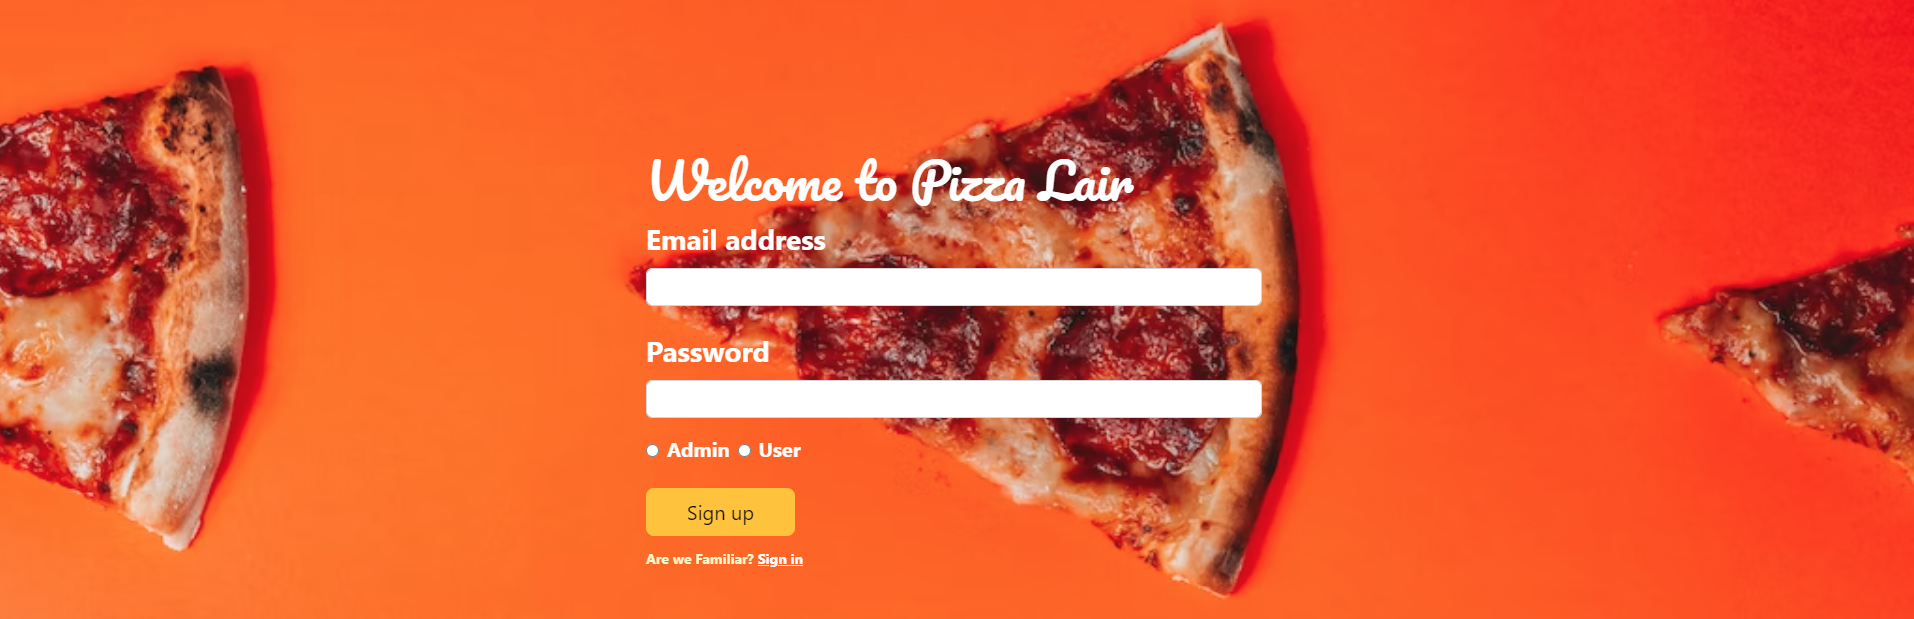 Welcome to Pizza Lair
Email address
Password
Admin User
Sign up
Are we Familiar? Sign in